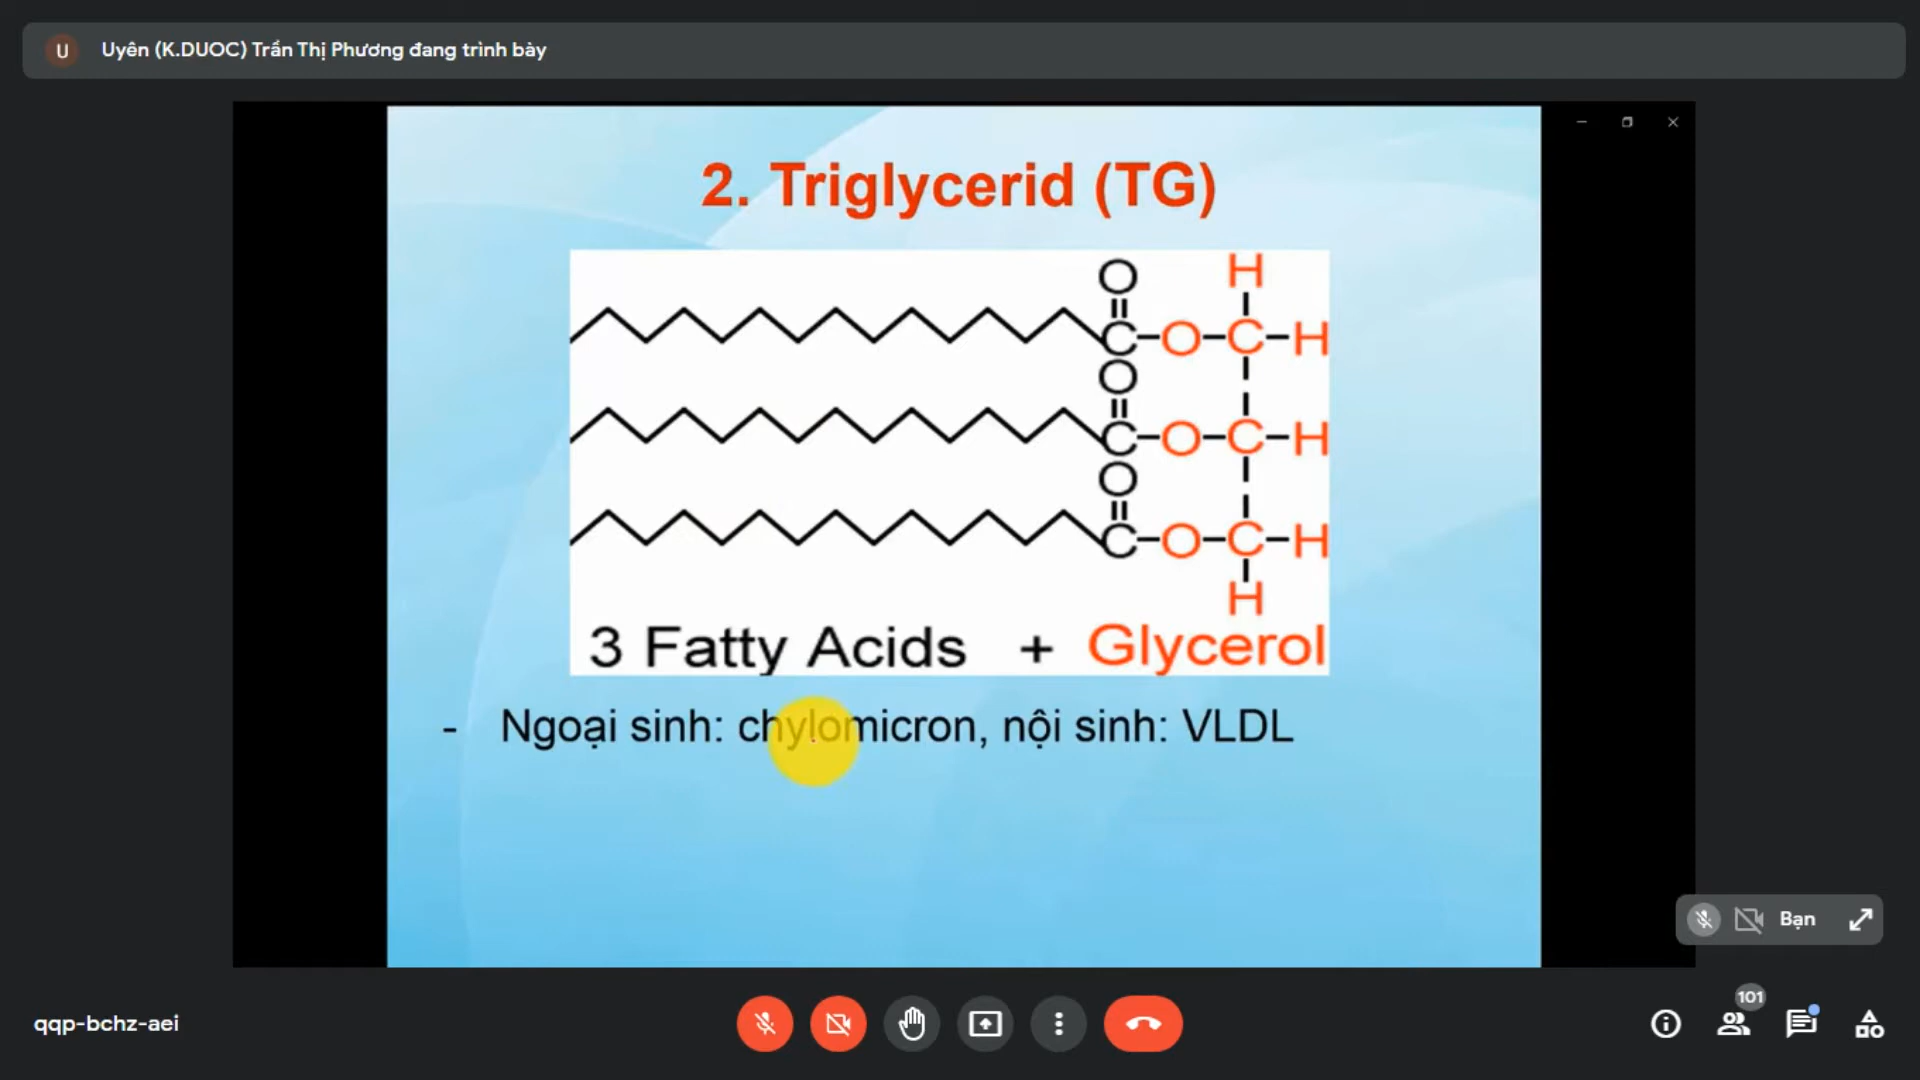 U Uyên (K.DUOC) Trần Thị Phương đang trình bày
2. Triglycerid (TG)
O H
C-O-C-H
O
C-O-C-H
O
C-O-C-H
H
3 Fatty Acids + Glycerol
- Ngoại sinh: chylomicron, nội sinh: VLDL
Bạn
101
qqp-bchz-aei